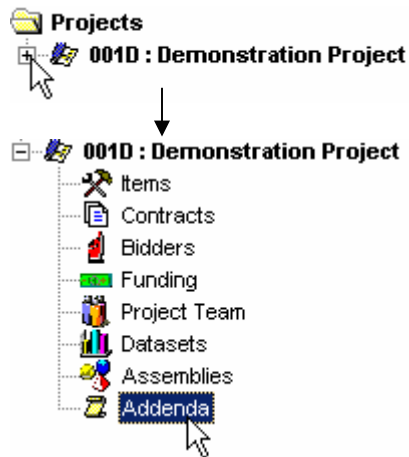 Projects
001D : Demonstration Project
001D : Demonstration Project
Items
Contracts
Bidders
Funding
Project Team
Datasets
Assemblies
Addenda